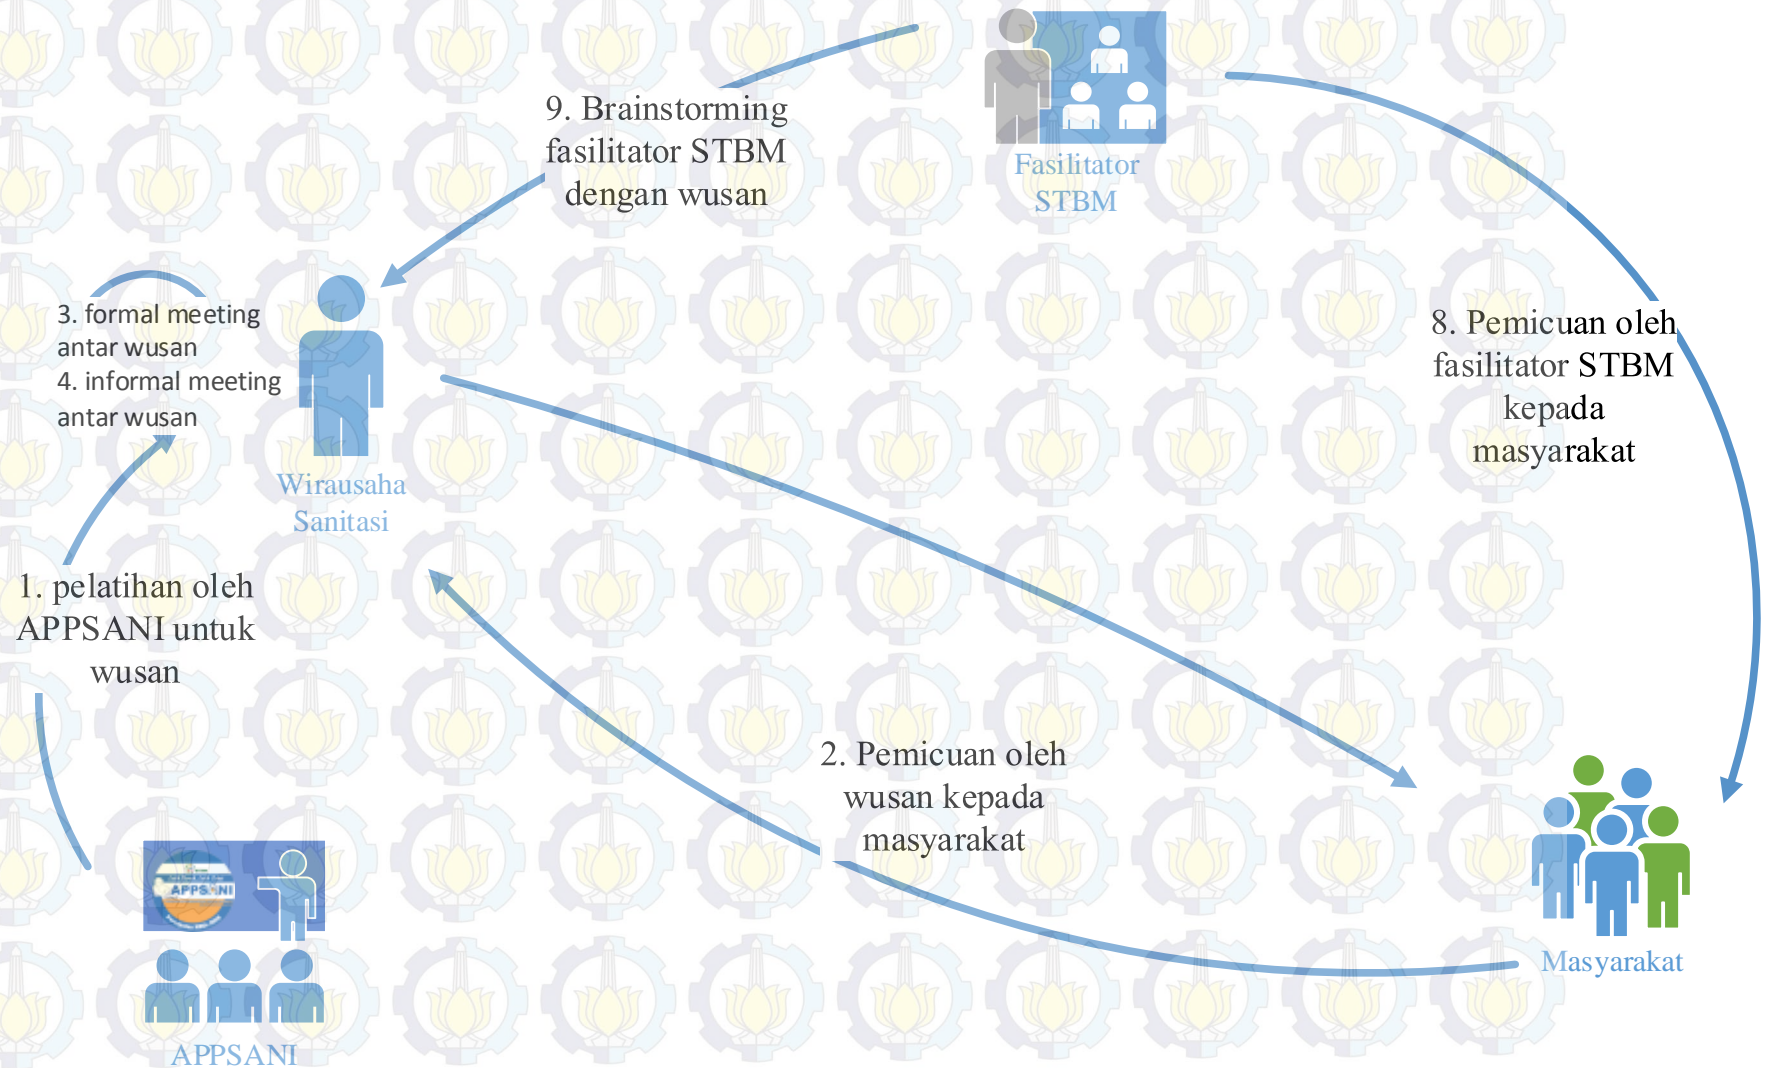 9. Brainstorming
fasilitator STBM
dengan wusan
Fasilitator
STBM
3. formal meeting
antar wusan
4. informal meeting
antar wusan
8. Pemicuan oleh
fasilitator STBM
kepada
masyarakat
Wirausaha
Sanitasi
1. pelatihan oleh
APPSANI untuk
wusan
2. Pemicuan oleh
wusan kepada
masyarakat
APPSANI
Masyarakat
APPSANI